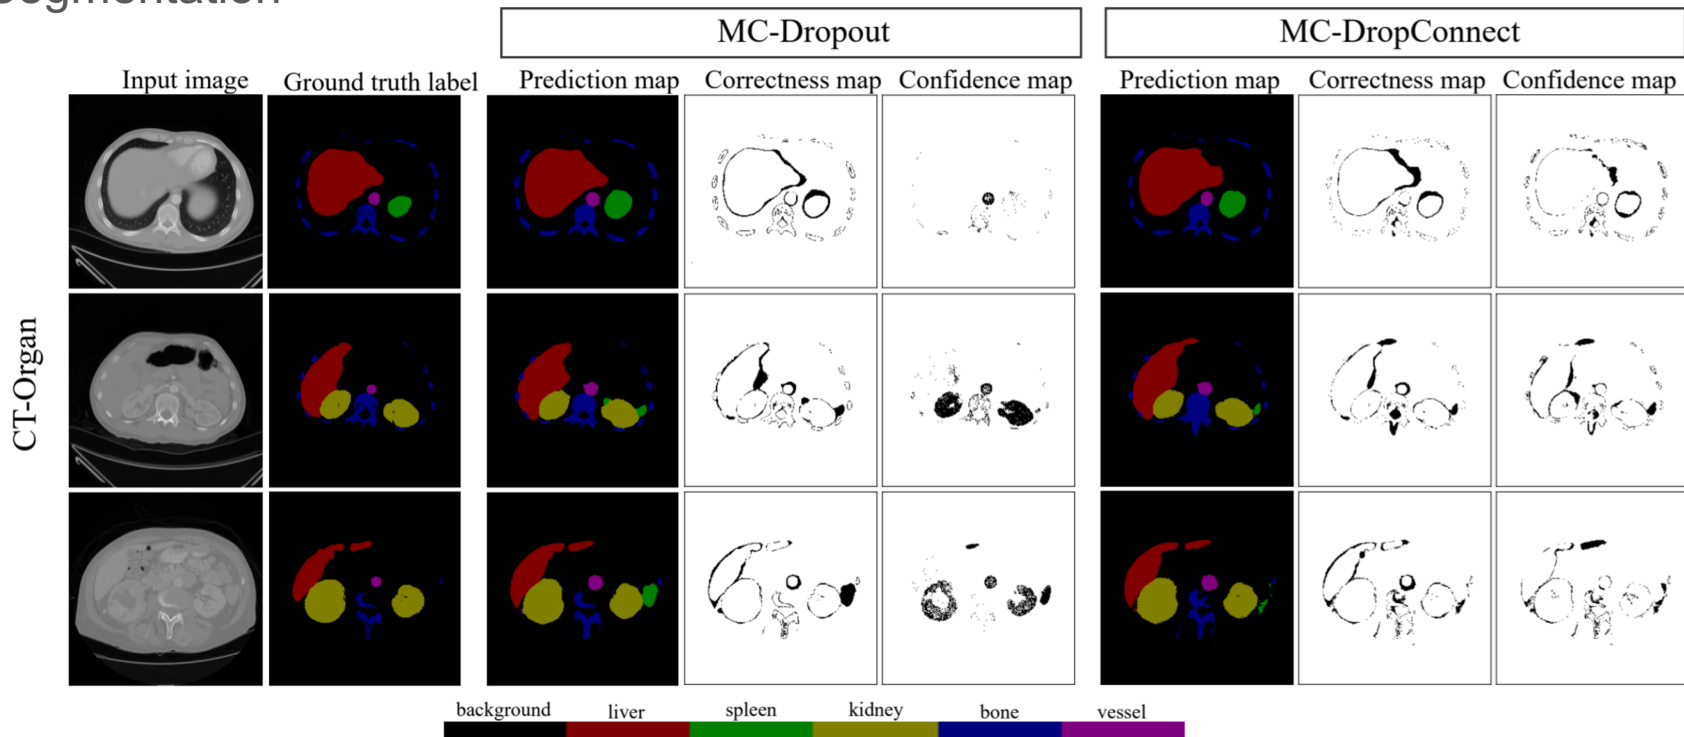 Segmentation
MC-Dropout
MC-DropConnect
Input image
Ground truth label
Prediction map
Correctness map
Confidence map
Prediction map
Correctness map
Confidence map
CT-Organ
background
liver
spleen
kidney
bone
vessel